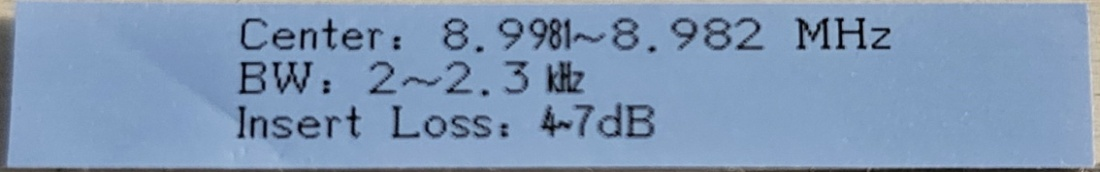 Center: 8.9981~8.982 MHz
BW: 2~2.3 kHz
Insert Loss: 4~7dB